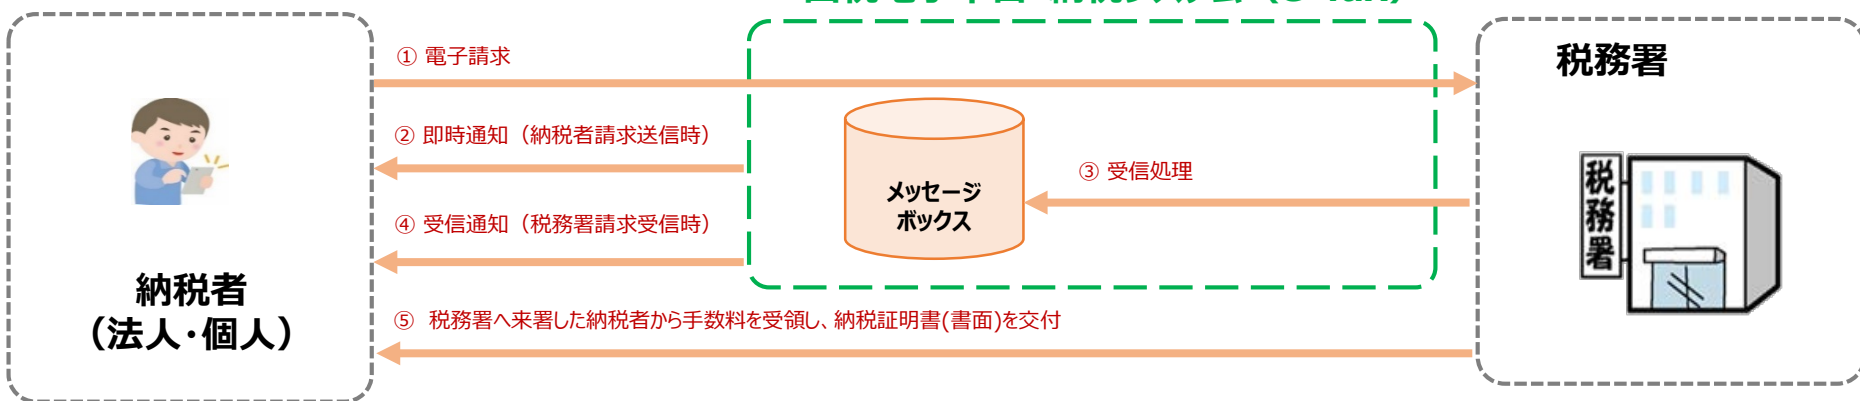 税務署
① 電子請求
② 即時通知（納税者請求送信時）
③ 受信処理
メッセージ
ボックス
④ 受信通知（税務署請求受信時）
税務署
納税者
（法人・個人）
⑤ 税務署へ来署した納税者から手数料を受領し、納税証明書(書面)を交付